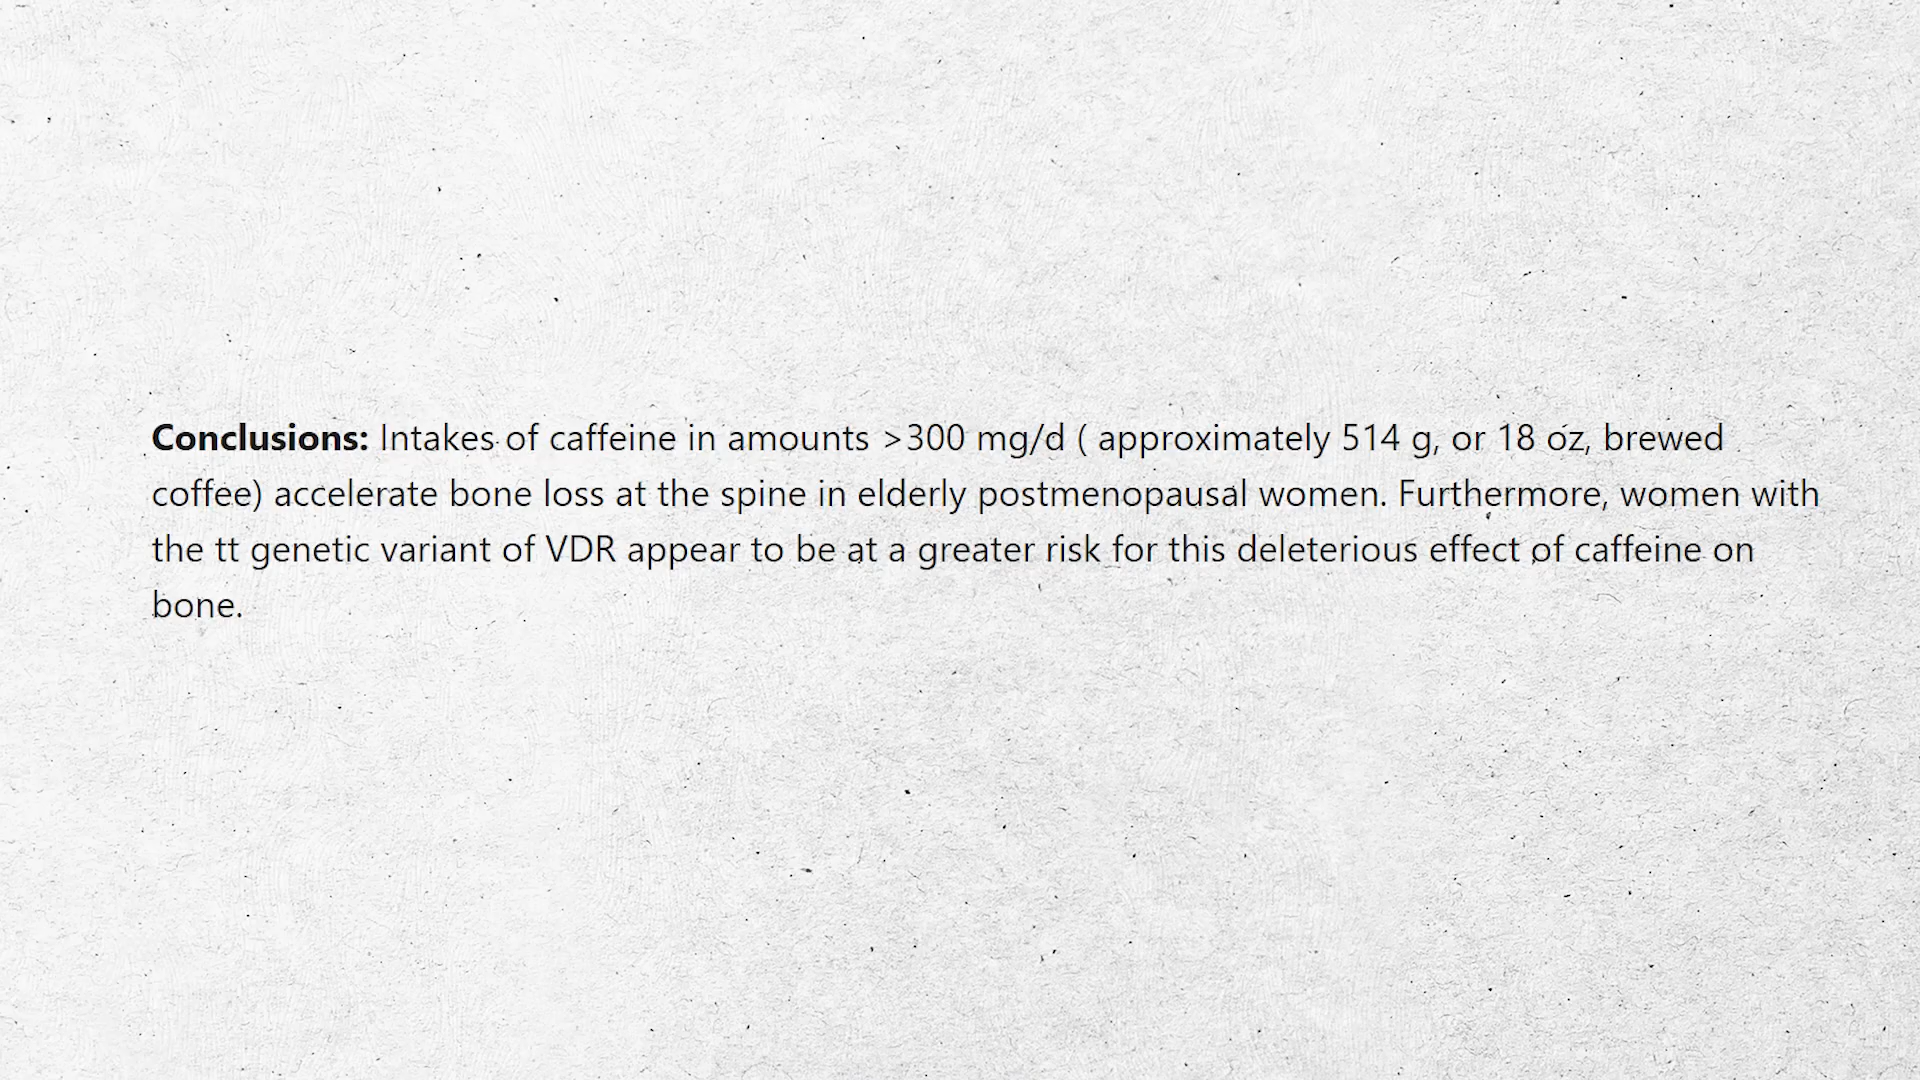 Conclusions: Intakes of caffeine in amounts >300 mg/d ( approximately 514 g, or 18 oz, brewed
coffee) accelerate bone loss at the spine in elderly postmenopausal women. Furthermore, women with
the tt genetic variant of VDR appear to be at a greater risk for this deleterious effect of caffeine on
bone.